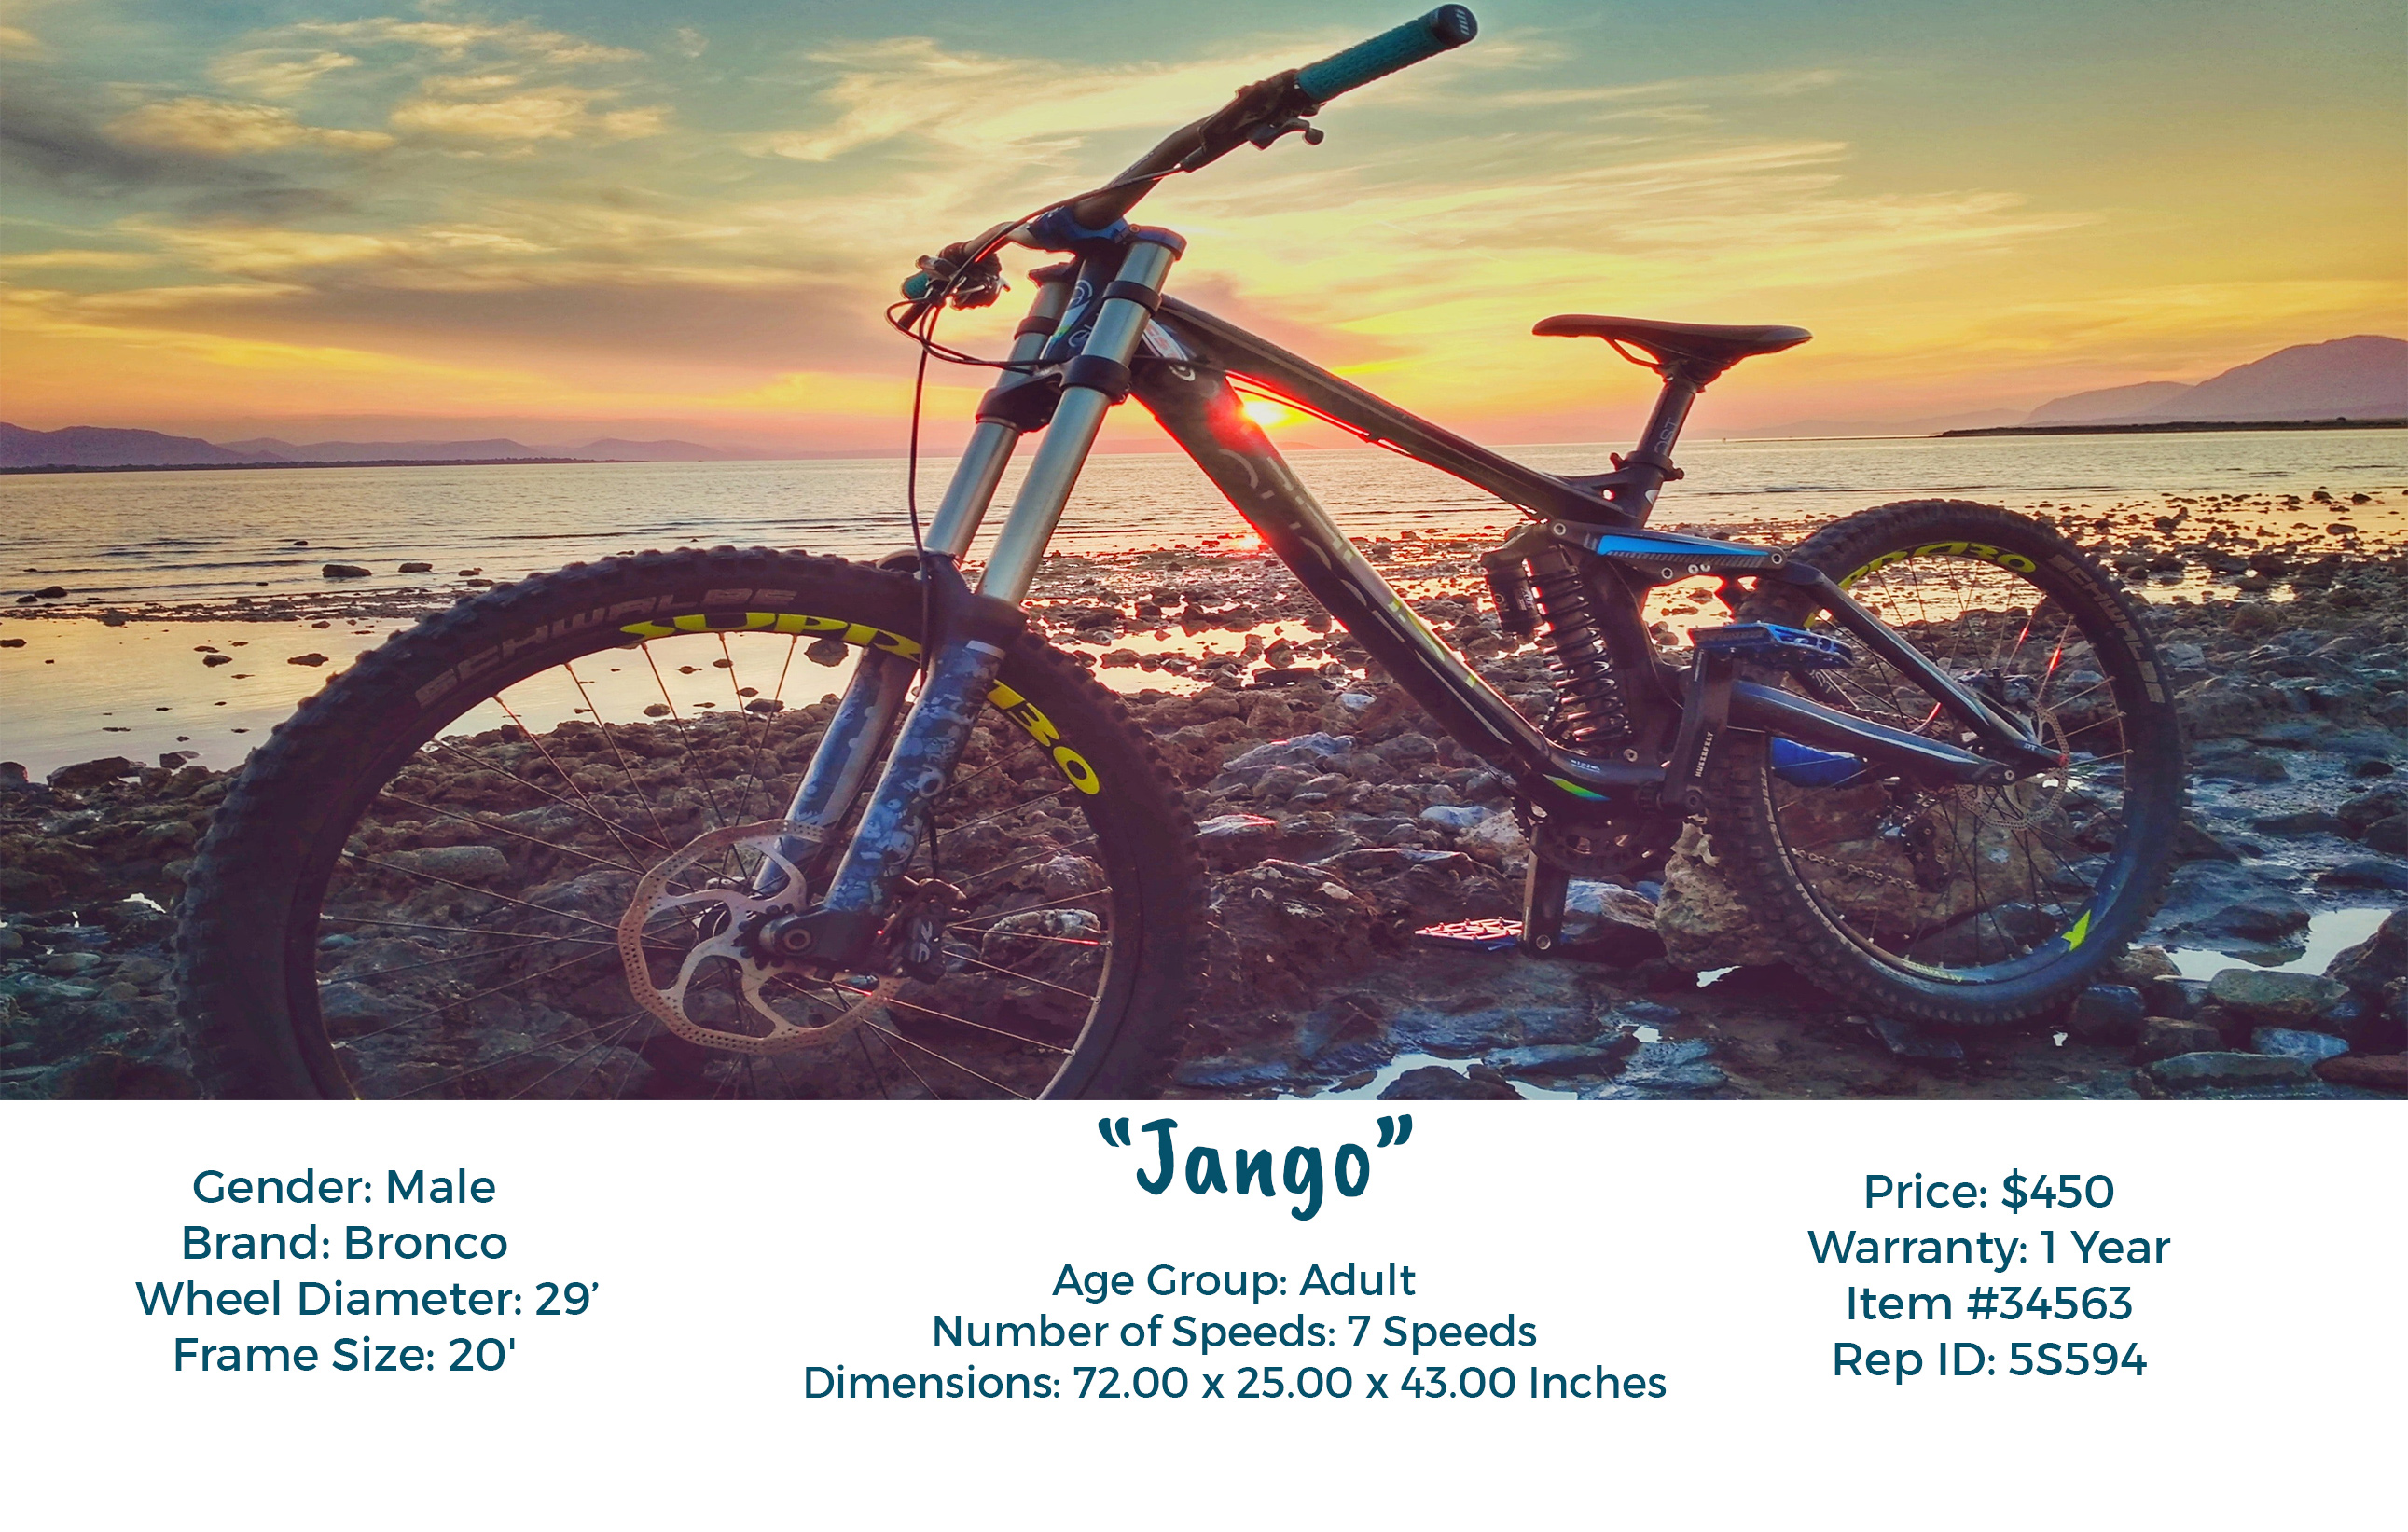 SCHWALBE
SUPR
BO
SCHWALBE
“Jango”
Gender: Male
Brand: Bronco
Wheel Diameter: 29’
Frame Size: 20'
Age Group: Adult
Number of Speeds: 7 Speeds
Dimensions: 72.00 x 25.00 x 43.00 Inches
Price: $450
Warranty: 1 Year
Item #34563
Rep ID: 5S594